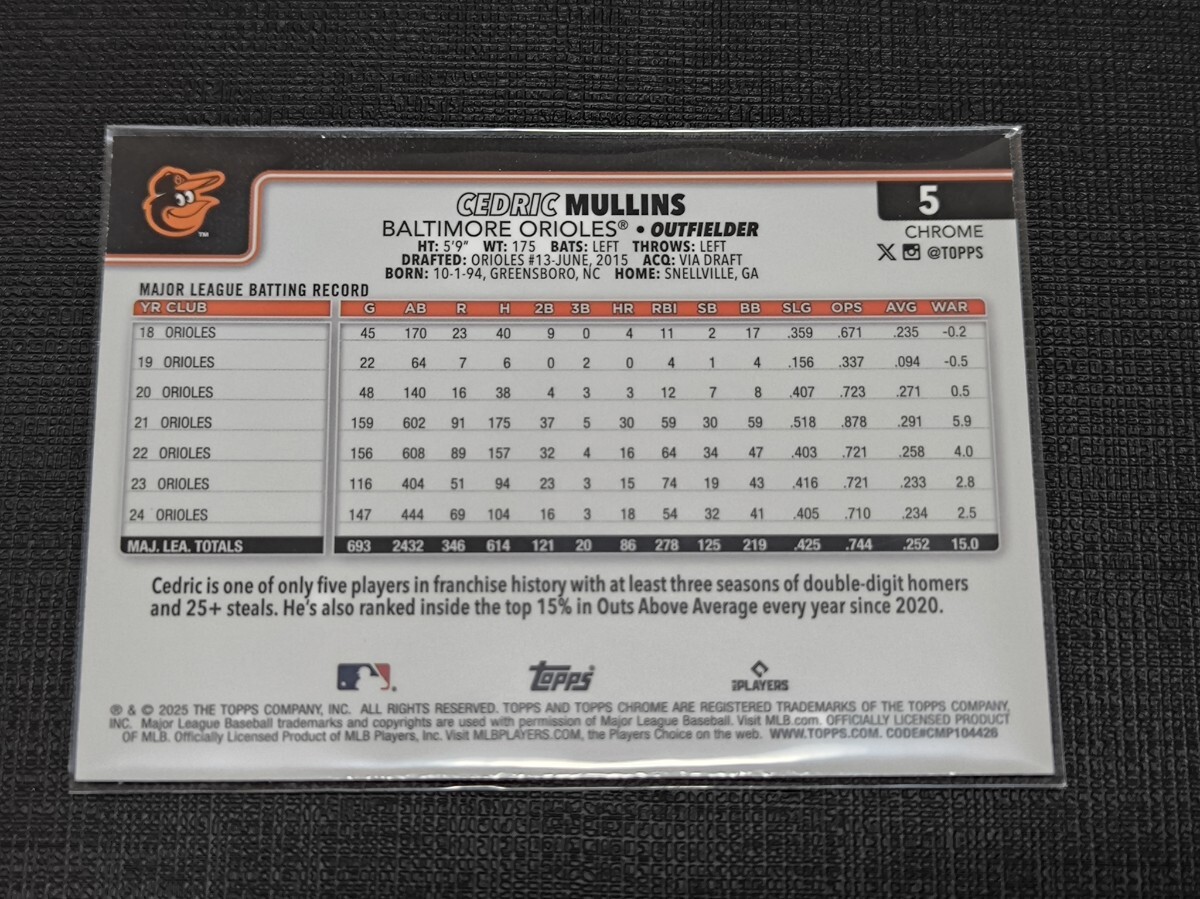 5
CEDRIC MULLINS
CHROME
BALTIMORE ORIOLES® • OUTFIELDER
@TOPPS
HT: 5'9" WT: 175 BATS: LEFT THROWS: LEFT
DRAFTED: ORIOLES #13-JUNE, 2015 ACQ: VIA DRAFT
BORN: 10-1-94, GREENSBORO, NC HOME: SNELLVILLE, GA
MAJOR LEAGUE BATTING RECORD
YR CLUB G AB R H 2B 3B HR RBI SB BB SLG OPS AVG WAR
18 ORIOLES 45 170 23 40 9 0 4 11 2 17 .359 .671 .235 -0.2
19 ORIOLES 22 64 7 6 0 2 0 4 1 4 .156 .337 .094 -0.5
20 ORIOLES 48 140 16 38 4 3 3 12 7 8 .407 .723 .271 0.5
21 ORIOLES 159 602 91 175 37 5 30 59 30 59 .518 .878 .291 5.9
22 ORIOLES 156 608 89 157 32 4 16 64 34 47 .403 .721 .258 4.0
23 ORIOLES 116 404 51 94 23 3 15 74 19 43 .416 .721 .233 2.8
24 ORIOLES 147 444 69 104 16 3 18 54 32 41 .405 .710 .234 2.5
MAJ. LEA. TOTALS 693 2432 346 614 121 20 86 278 125 219 .425 .744 .252 15.0
Cedric is one of only five players in franchise history with at least three seasons of double-digit homers
and 25+ steals. He's also ranked inside the top 15% in Outs Above Average every year since 2020.
topps
PLAYERS
® & © 2025 THE TOPPS COMPANY, INC. ALL RIGHTS RESERVED. TOPPS AND TOPPS CHROME ARE REGISTERED TRADEMARKS OF THE TOPPS COMPANY,
INC. Major League Baseball trademarks and copyrights are used with permission of Major League Baseball. Visit MLB.com. OFFICIALLY LICENSED PRODUCT
OF MLB. Officially Licensed Product of MLB Players, Inc. Visit MLBPLAYERS.COM, the Players Choice on the web. WWW.TOPPS.COM. CODE#CMP104426